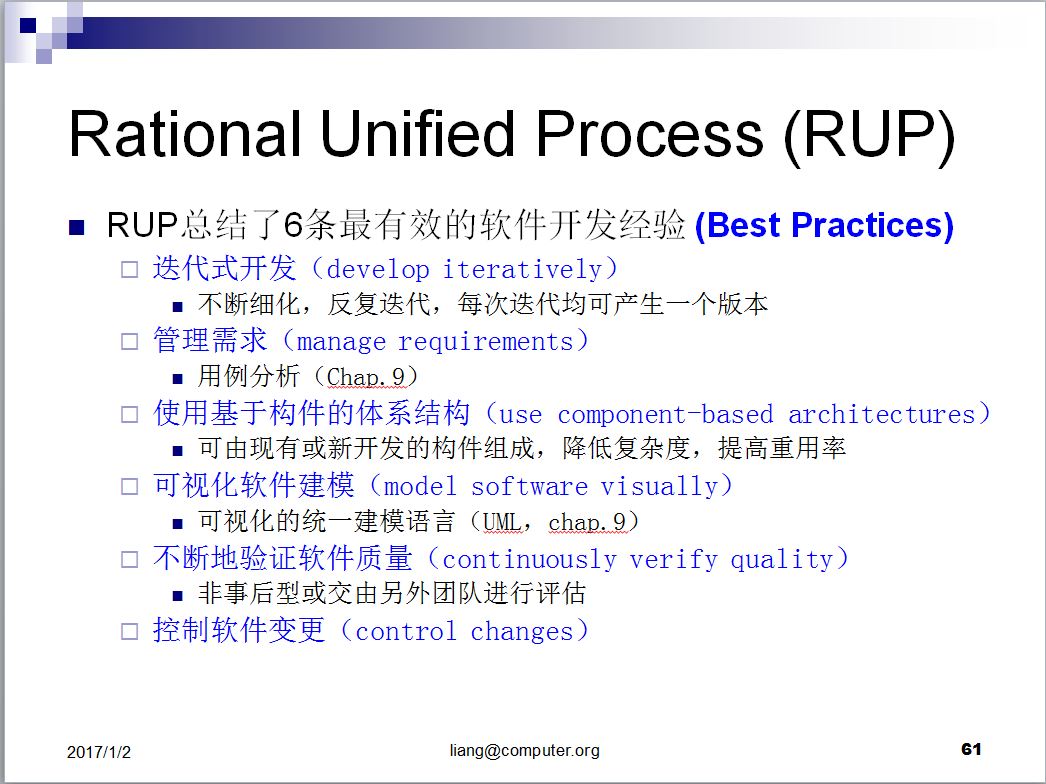 Rational Unified Process (RUP)
RUP总结了6条最有效的软件开发经验 (Best Practices)
迭代式开发（develop iteratively）
不断细化，反复迭代，每次迭代均可产生一个版本
管理需求（manage requirements）
用例分析（Chap.9）
使用基于构件的体系结构（use component-based architectures）
可由现有或新开发的构件组成，降低复杂度，提高重用率
可视化软件建模（model software visually）
可视化的统一建模语言（UML，chap.9）
不断地验证软件质量（continuously verify quality）
非事后型或交由另外团队进行评估
控制软件变更（control changes）
2017/1/2
liang@computer.org
61